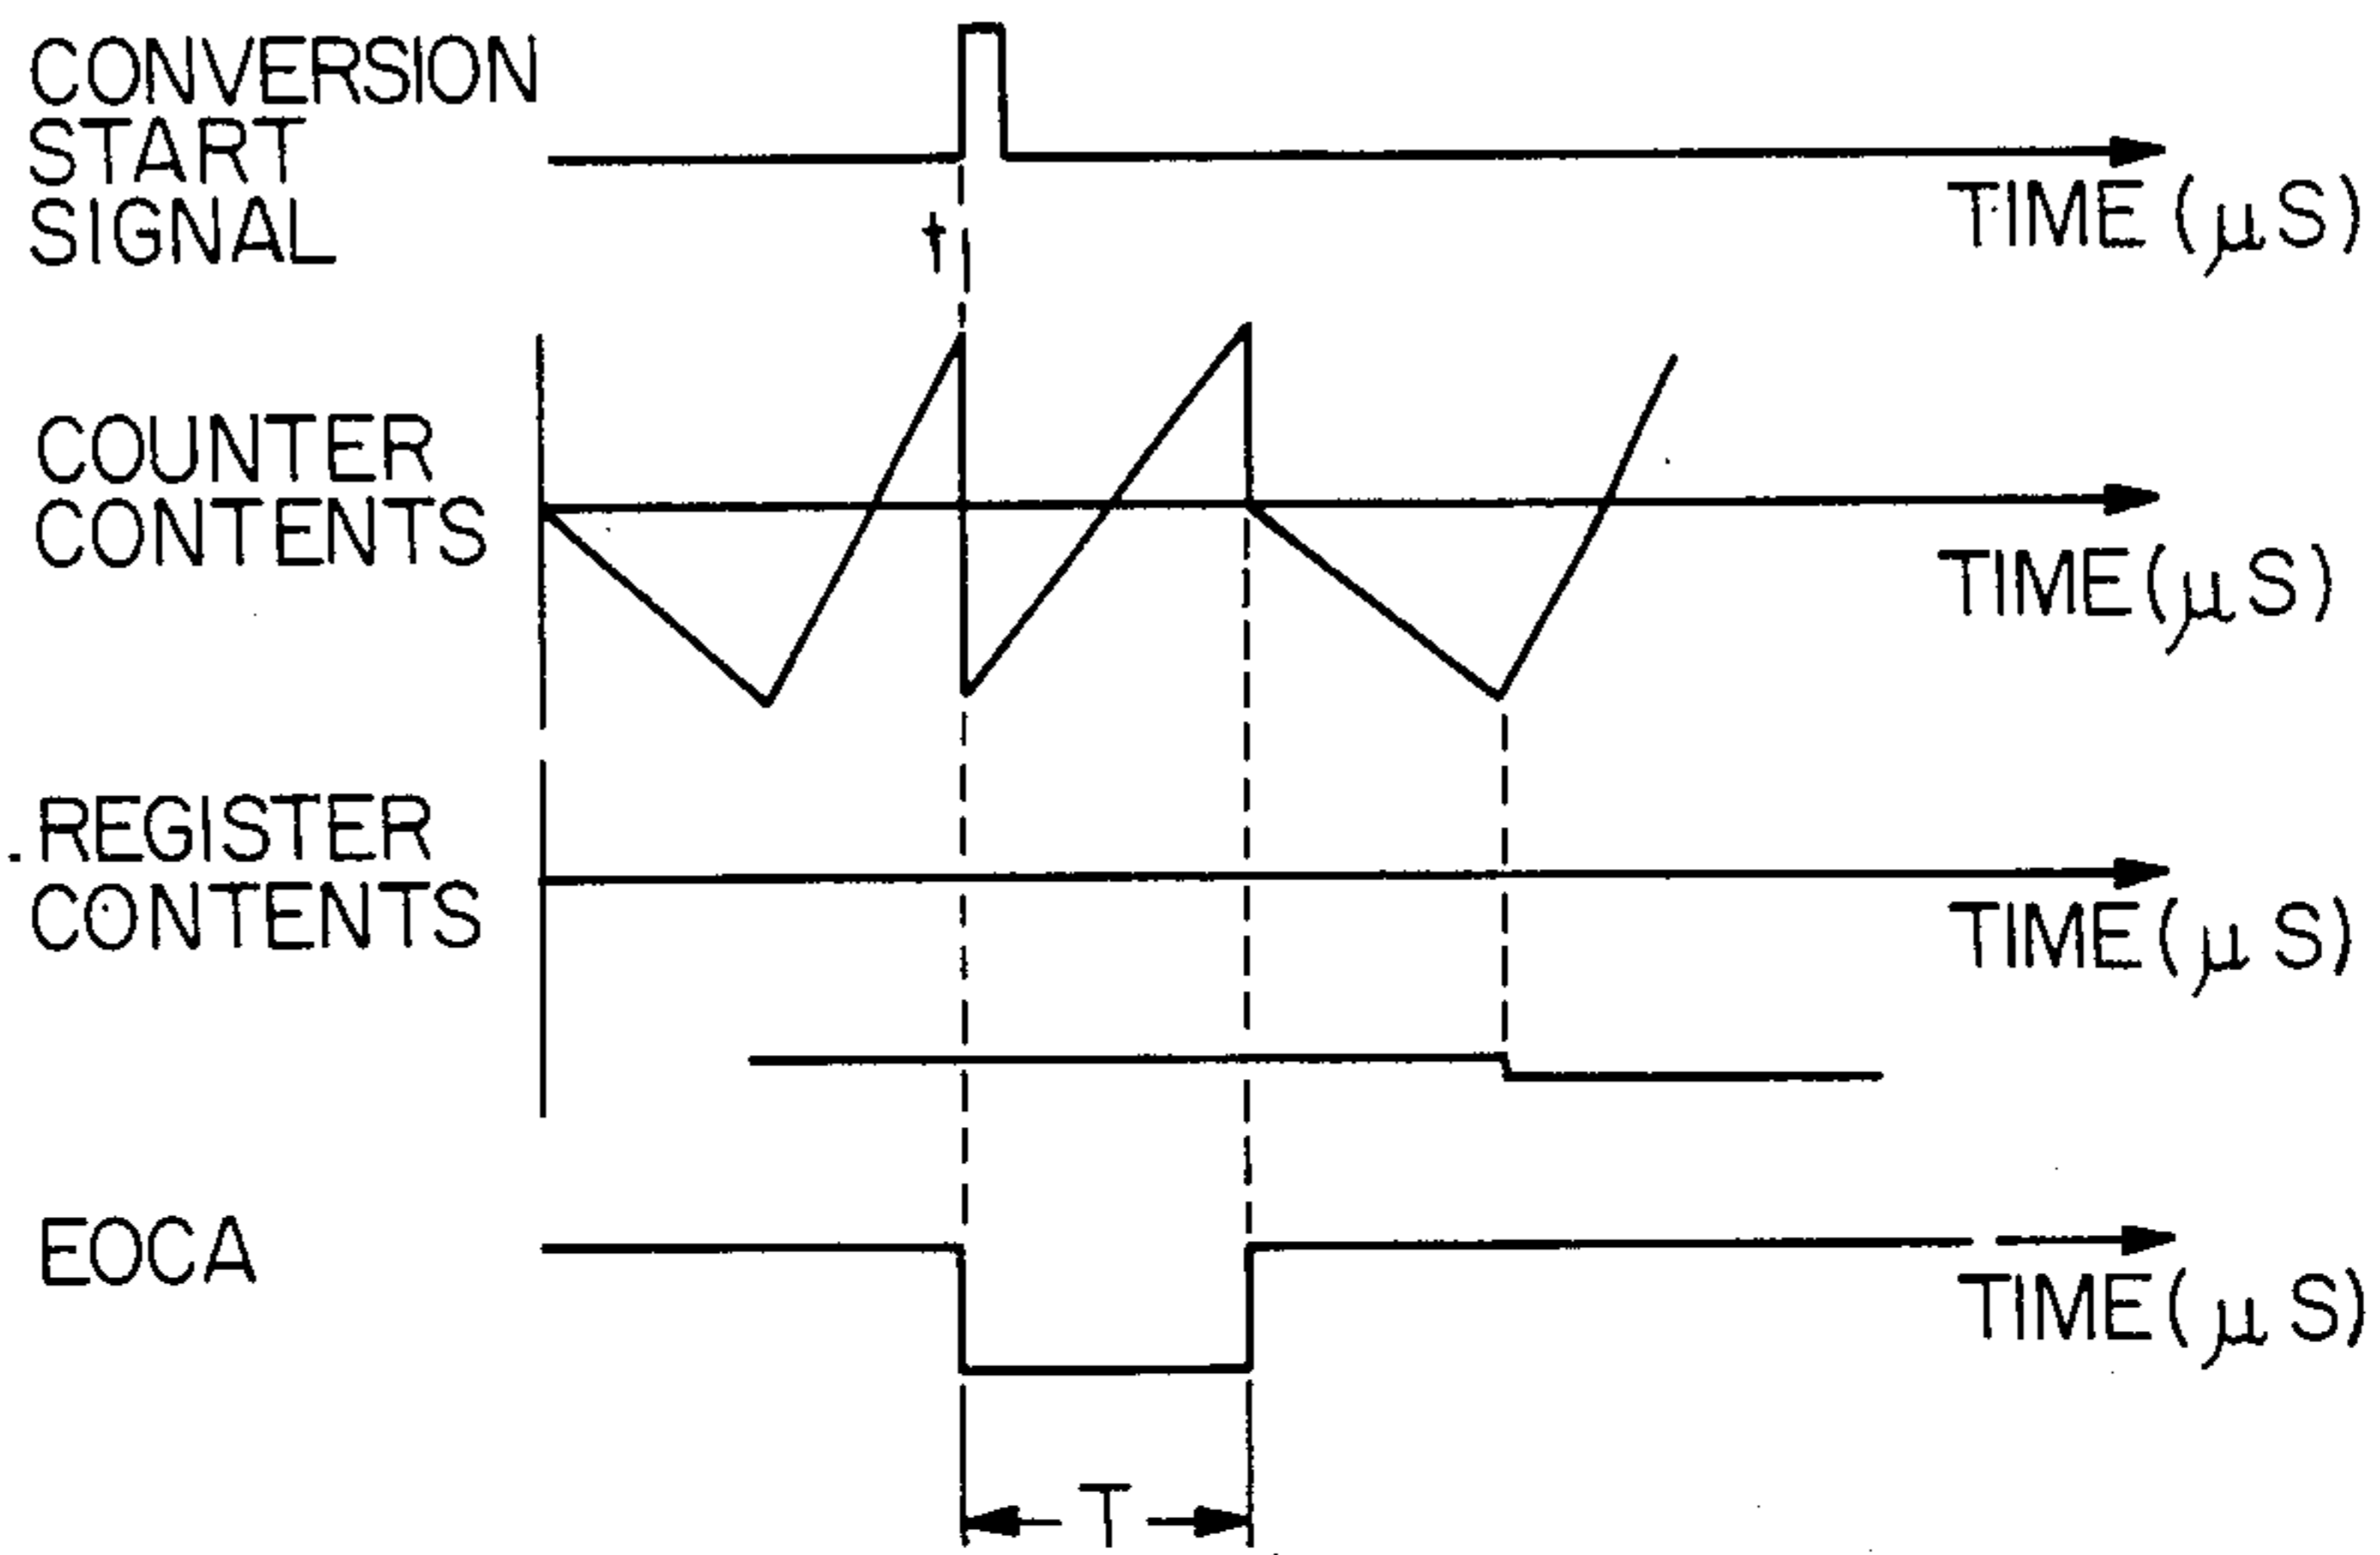 CONVERSION
START
SIGNAL
TIME (μS)
t
COUNTER
CONTENTS
TIME (μS)
REGISTER
CONTENTS
TIME (μS)
EOCA
TIME (μS)
T